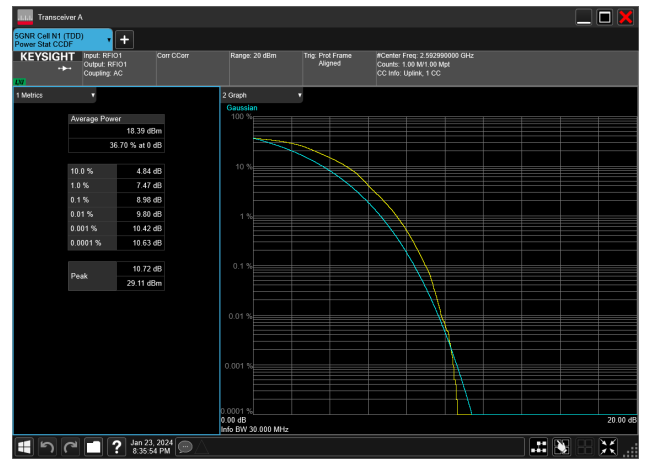 Transceiver A
5GNR Cell N1 (TDD)
Power Stat CCDF
KEYSIGHT
Input: RFIO1
Output: RFIO1
Coupling: AC
Corr CCorr
Range: 20 dBm
Trig: Prot Frame
Aligned
#Center Freq: 2.592990000 GHz
Counts: 1.00 M/1.00 Mpt
CC Info: Uplink, 1 CC
LXI
1 Metrics
Average Power
18.39 dBm
36.70 % at 0 dB
10.0 % 4.84 dB
1.0 % 7.47 dB
0.1 % 8.98 dB
0.01 % 9.80 dB
0.001 % 10.42 dB
0.0001 % 10.63 dB
Peak
10.72 dB
29.11 dBm
2 Graph
Gaussian
100 %
10 %
1 %
0.1 %
0.01 %
0.001 %
0.0001 %
0.00 dB
20.00 dB
Info BW 30.000 MHz
Jan 23, 2024
8:35:54 PM